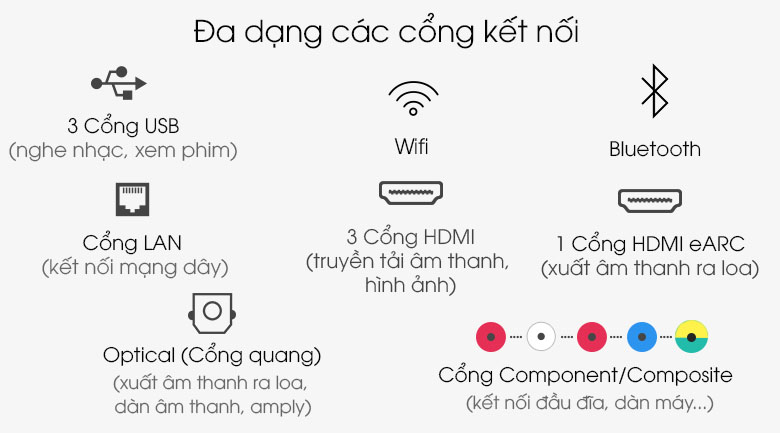 Đa dạng các cổng kết nối
3 Cổng USB
(nghe nhạc, xem phim)
Wifi
Bluetooth
Cổng LAN
(kết nối mạng dây)
3 Cổng HDMI
(truyền tải âm thanh,
hình ảnh)
1 Cổng HDMI eARC
(xuất âm thanh ra loa)
Optical (Cổng quang)
(xuất âm thanh ra loa,
dàn âm thanh, amply)
Cổng Component/Composite
(kết nối đầu đĩa, dàn máy...)